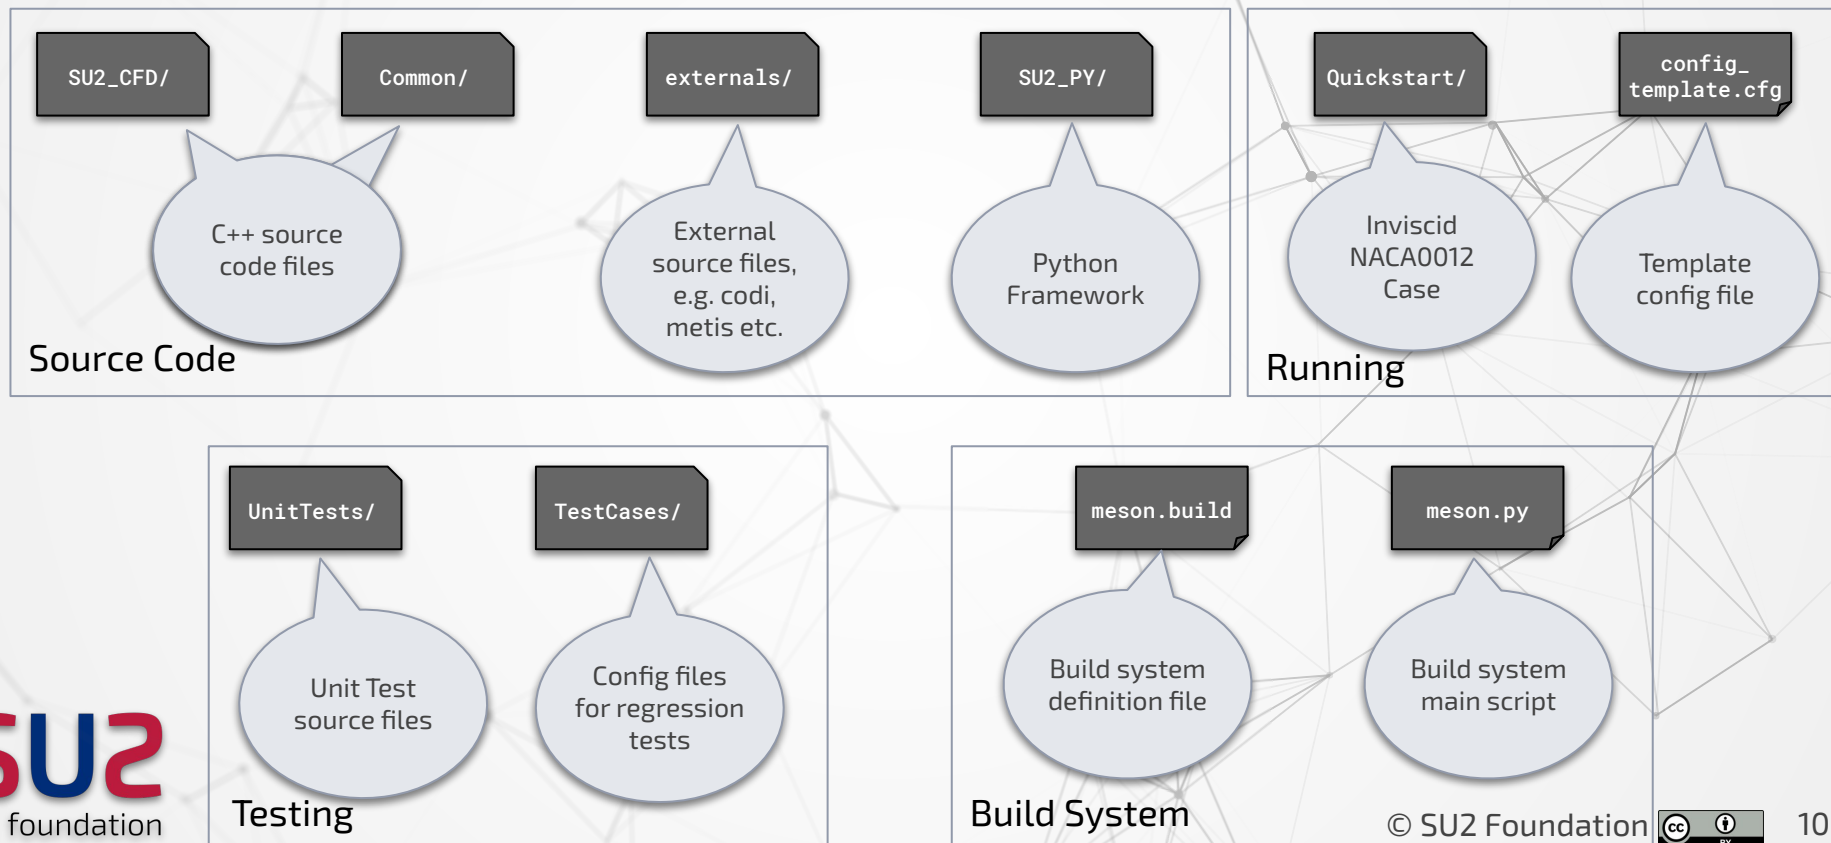 SU2_CFD/
Common/
externals/
SU2_PY/
C++ source
code files
External
source files,
e.g. codi,
metis etc.
Python
Framework
Source Code
Quickstart/
config_
template.cfg
Inviscid
NACA0012
Case
Template
config file
Running
UnitTests/
TestCases/
Unit Test
source files
Config files
for regression
tests
Testing
meson.build
meson.py
Build system
definition file
Build system
main script
Build System
SU2
foundation
© SU2 Foundation
cc
BY
10